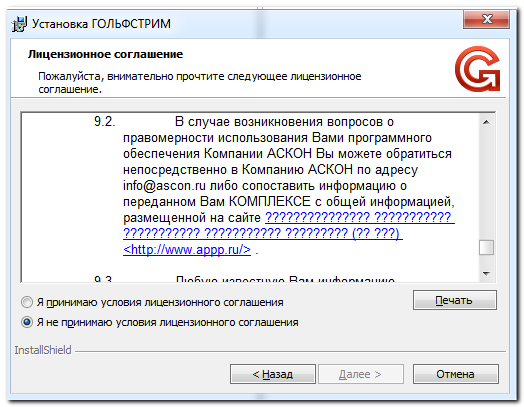 Установка ГОЛЬФСТРИМ
Лицензионное соглашение
Пожалуйста, внимательно прочтите следующее лицензионное
соглашение.
9.2. В случае возникновения вопросов о
правомерности использования Вами программного
обеспечения Компании АСКОН Вы можете обратиться
непосредственно в Компанию АСКОН по адресу
info@ascon.ru либо сопоставить информацию о
переданном Вам КОМПЛЕКСЕ с общей информацией,
размещенной на сайте ??????????????? ???????????
??????????? ??????????? ????????? (?? ???)
<http://www.appp.ru/> .
9.3. Любую известную Вам информацию
Я принимаю условия лицензионного соглашения
Я не принимаю условия лицензионного соглашения
Печать
InstallShield
< Назад
Далее >
Отмена